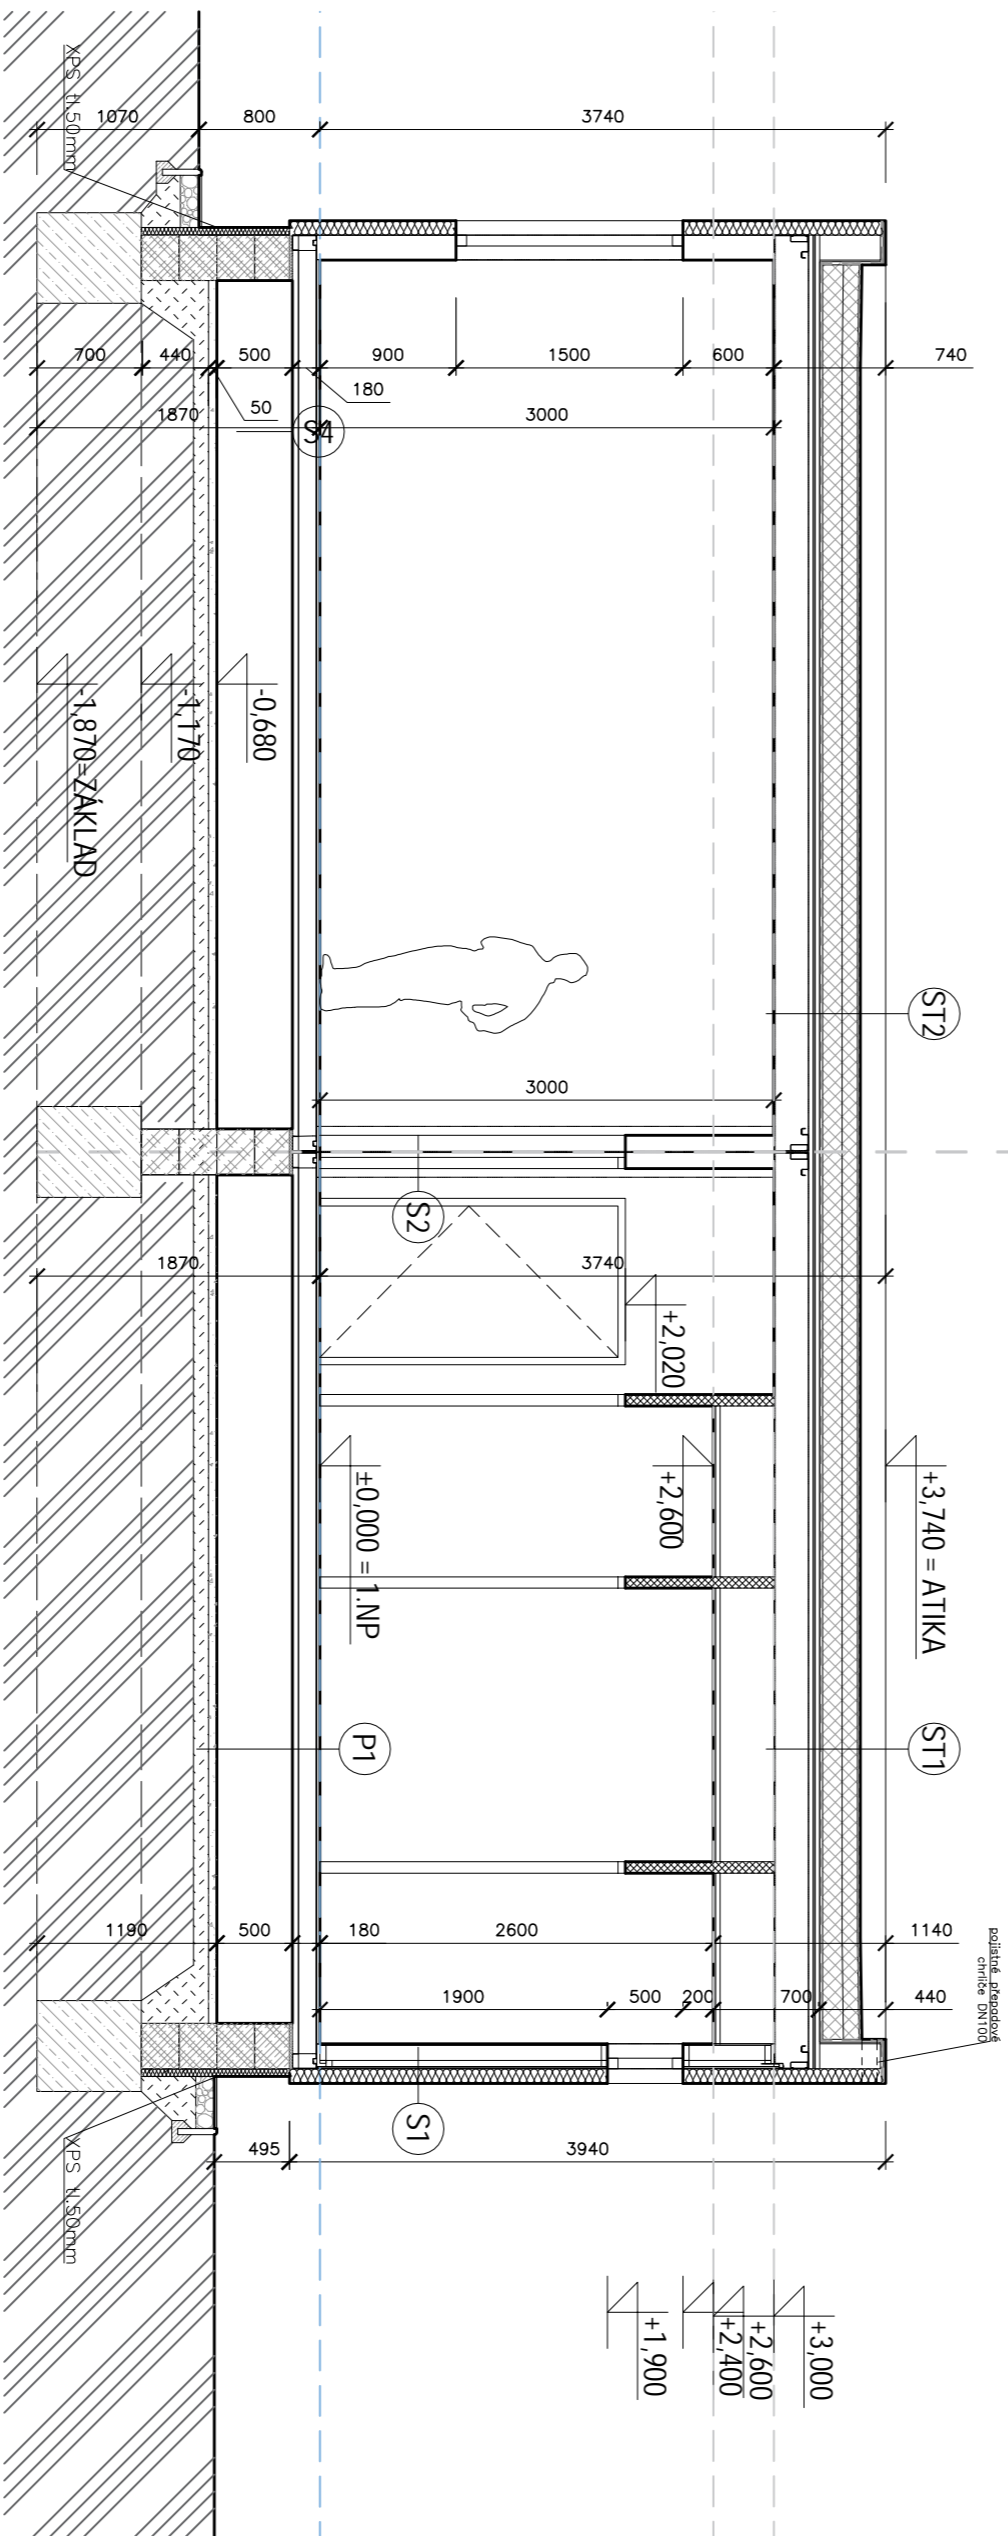 XPS tl.50mm
1070
800
3740
700
440
500
900
1500
600
740
180
50
1870
3000
S4
-0,680
-1,170
-1,870=ZÁKLAD
ST2
3000
S2
1870
3740
+2,020
+2,600
±0,000 = 1.NP
+3,740 = ATIKA
P1
ST1
1190
500
180
2600
1140
1900
500
200
700
440
pojistné přepadové
chrliče DN100
S1
495
3940
XPS tl.50mm
+1,900
+2,400
+2,600
+3,000